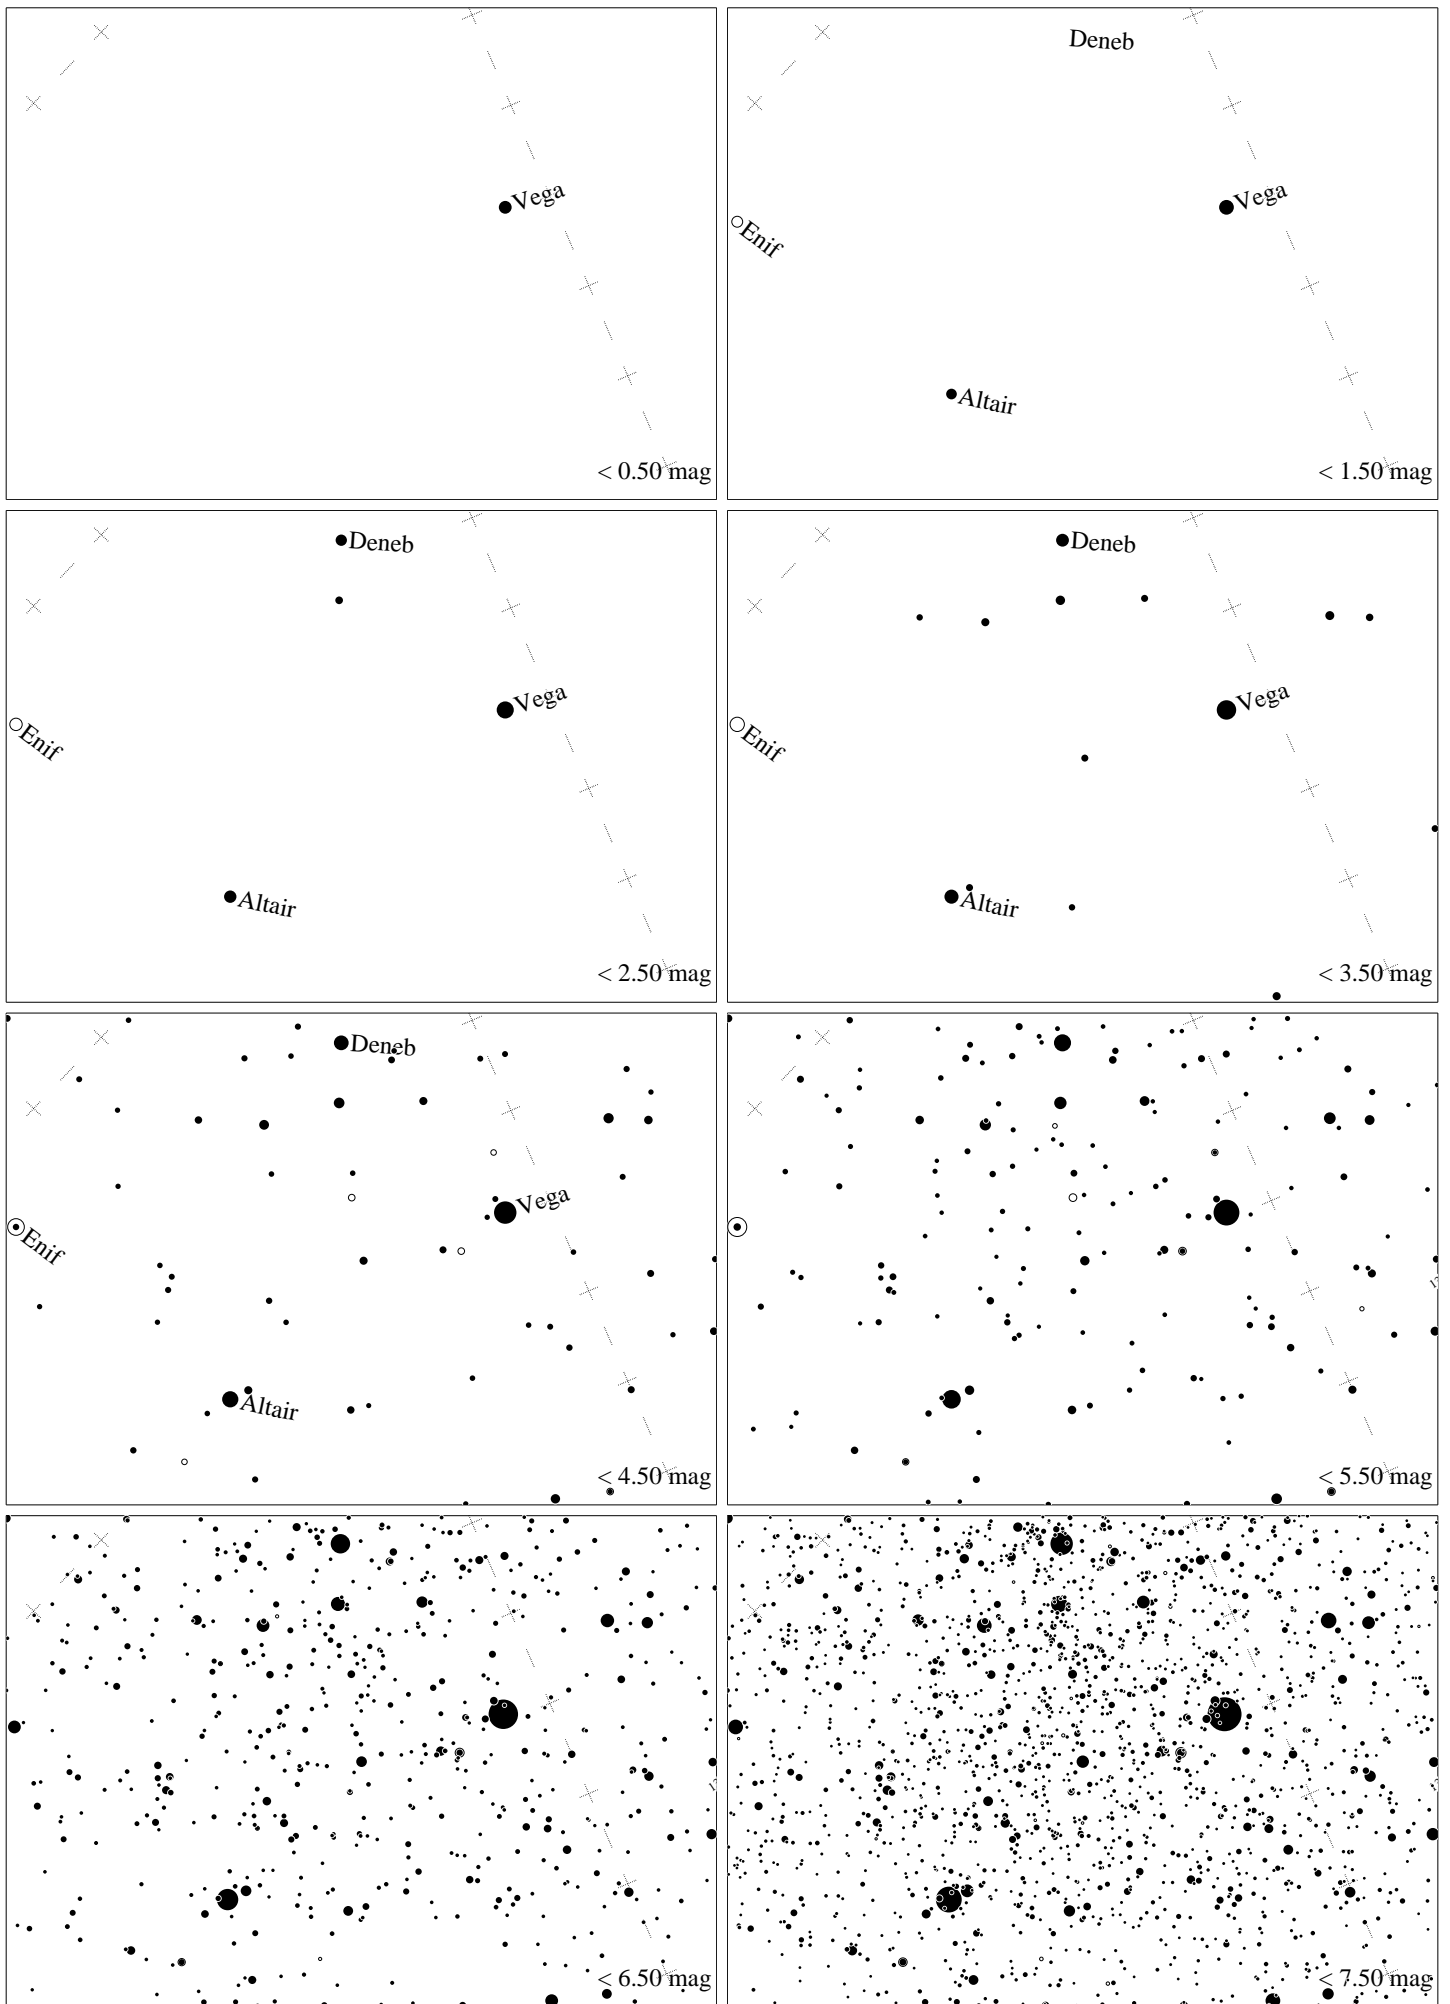 Vega
< 0.50 mag
Deneb
Vega
Enif
Altair
< 1.50 mag
Deneb
Vega
Enif
Altair
< 2.50 mag
Deneb
Vega
Enif
Altair
< 3.50 mag
Deneb
Vega
Enif
Altair
< 4.50 mag
< 5.50 mag
< 6.50 mag
< 7.50 mag